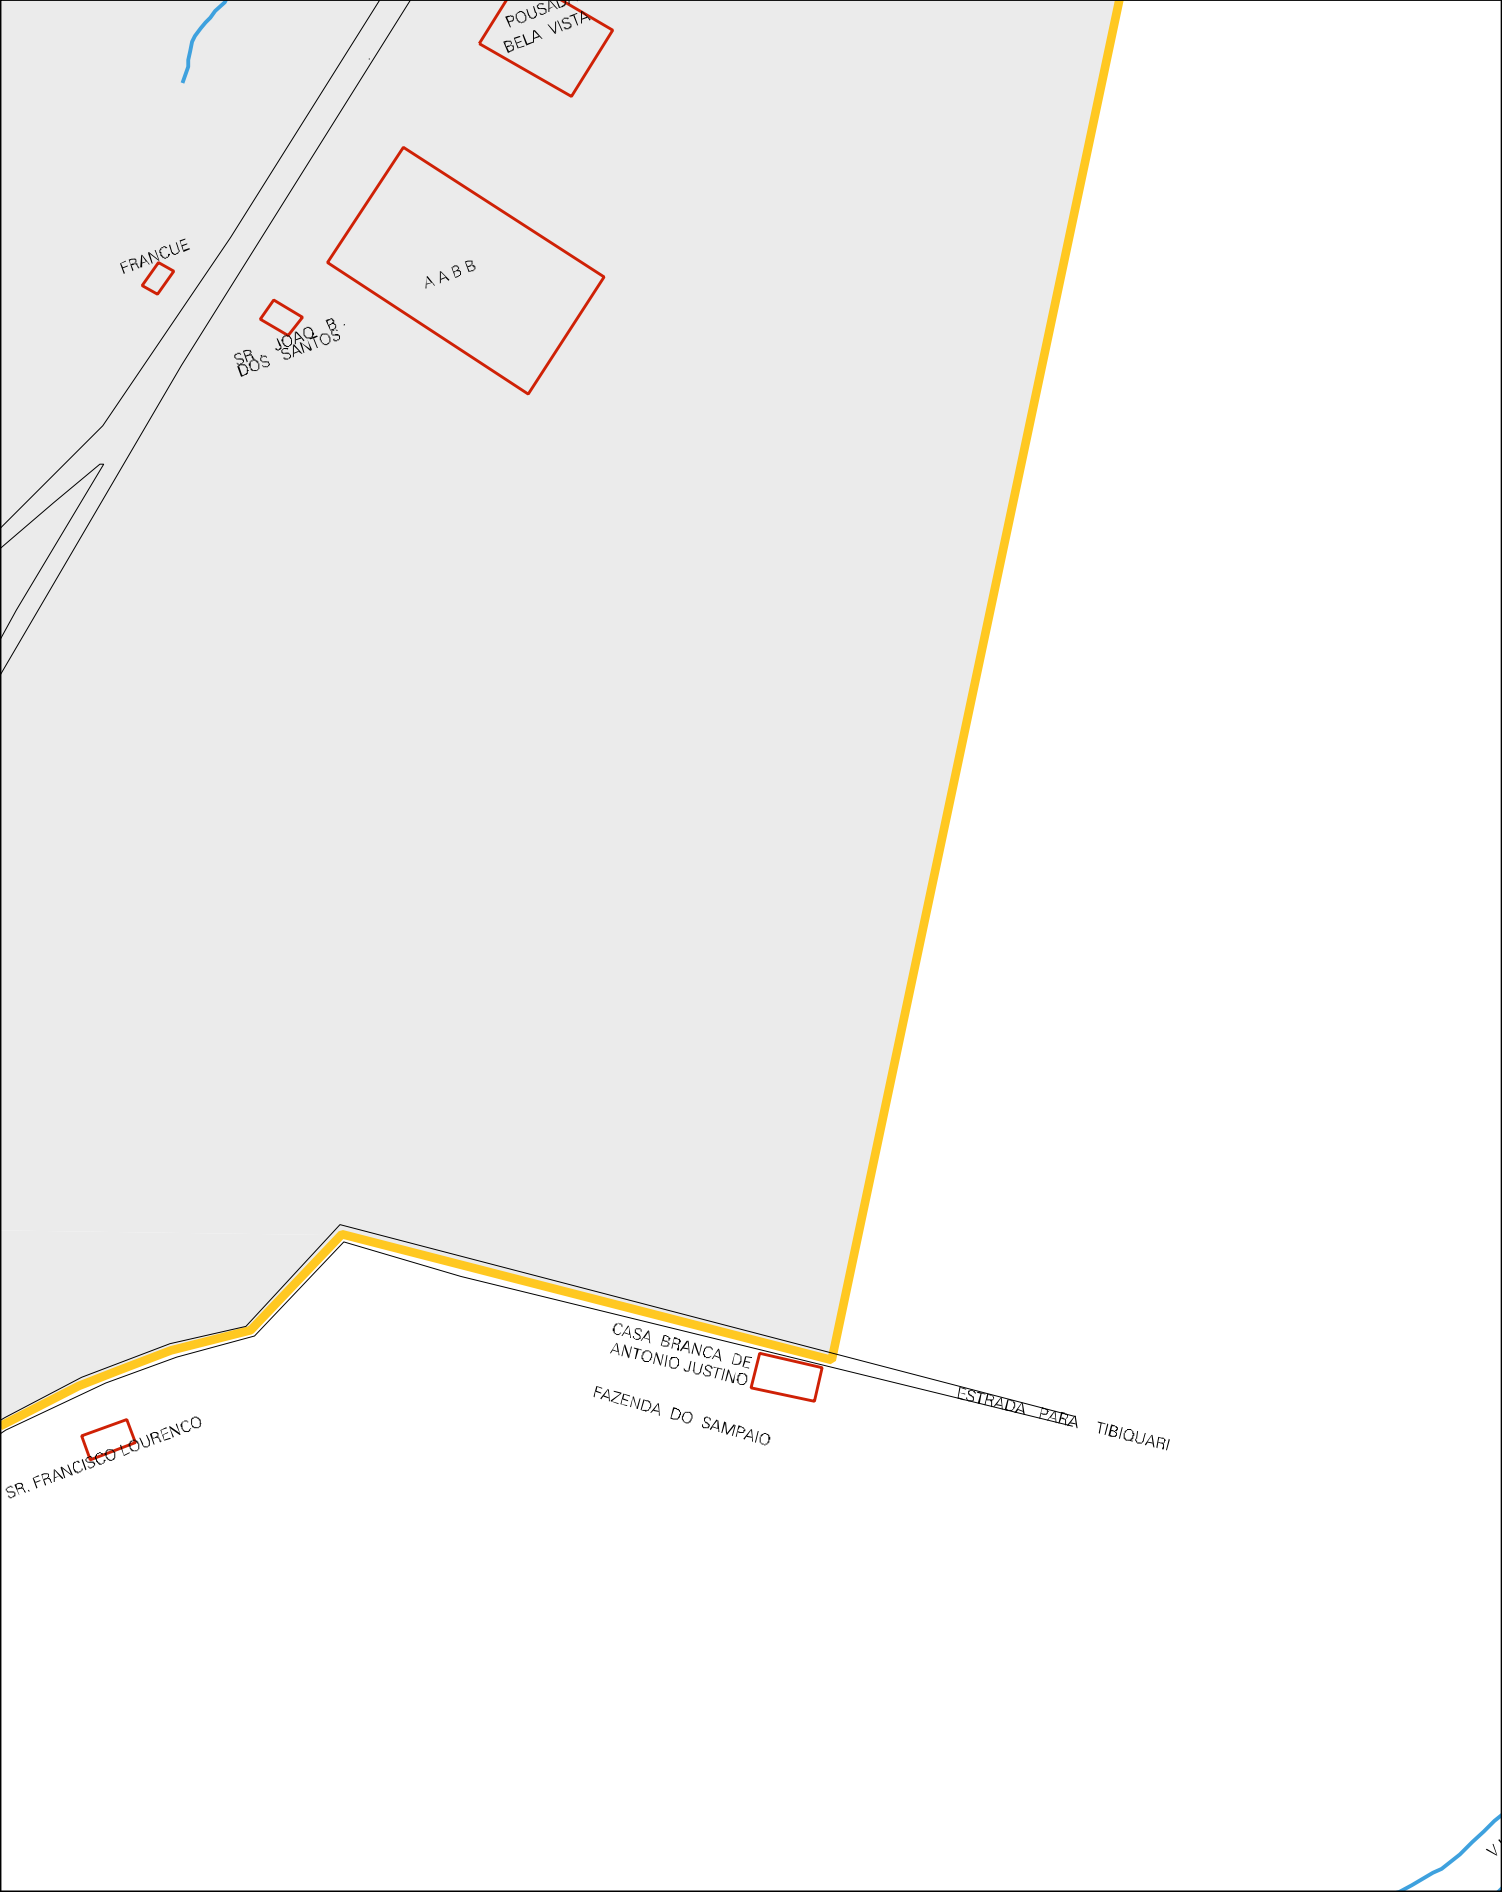 BELA VISTA
FRANCUE
A A B B
SR. JOAO B.
DOS SANTOS
CASA BRANCA DE
ANTONIO JUSTINO
FAZENDA DO SAMPAIO
ESTRADA PARA TIBIQUARI
SR. FRANCISCO LOURENCO